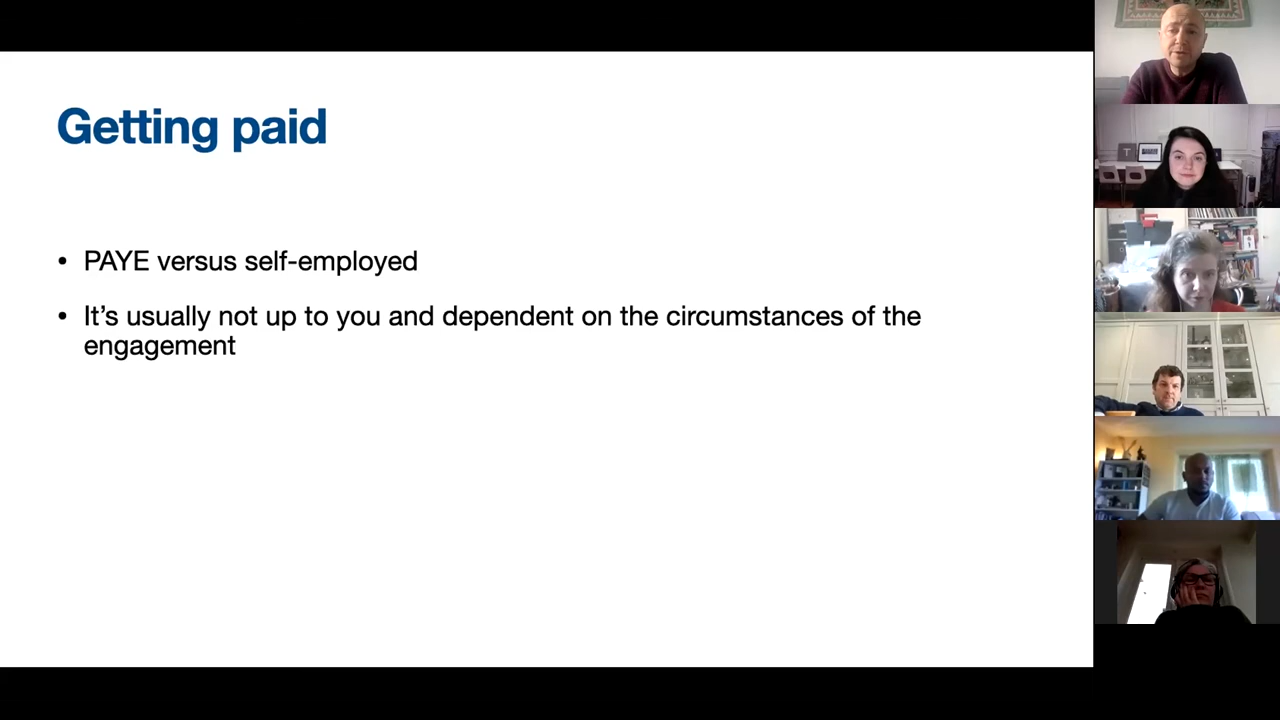 Getting paid
• PAYE versus self-employed
• It’s usually not up to you and dependent on the circumstances of the
engagement